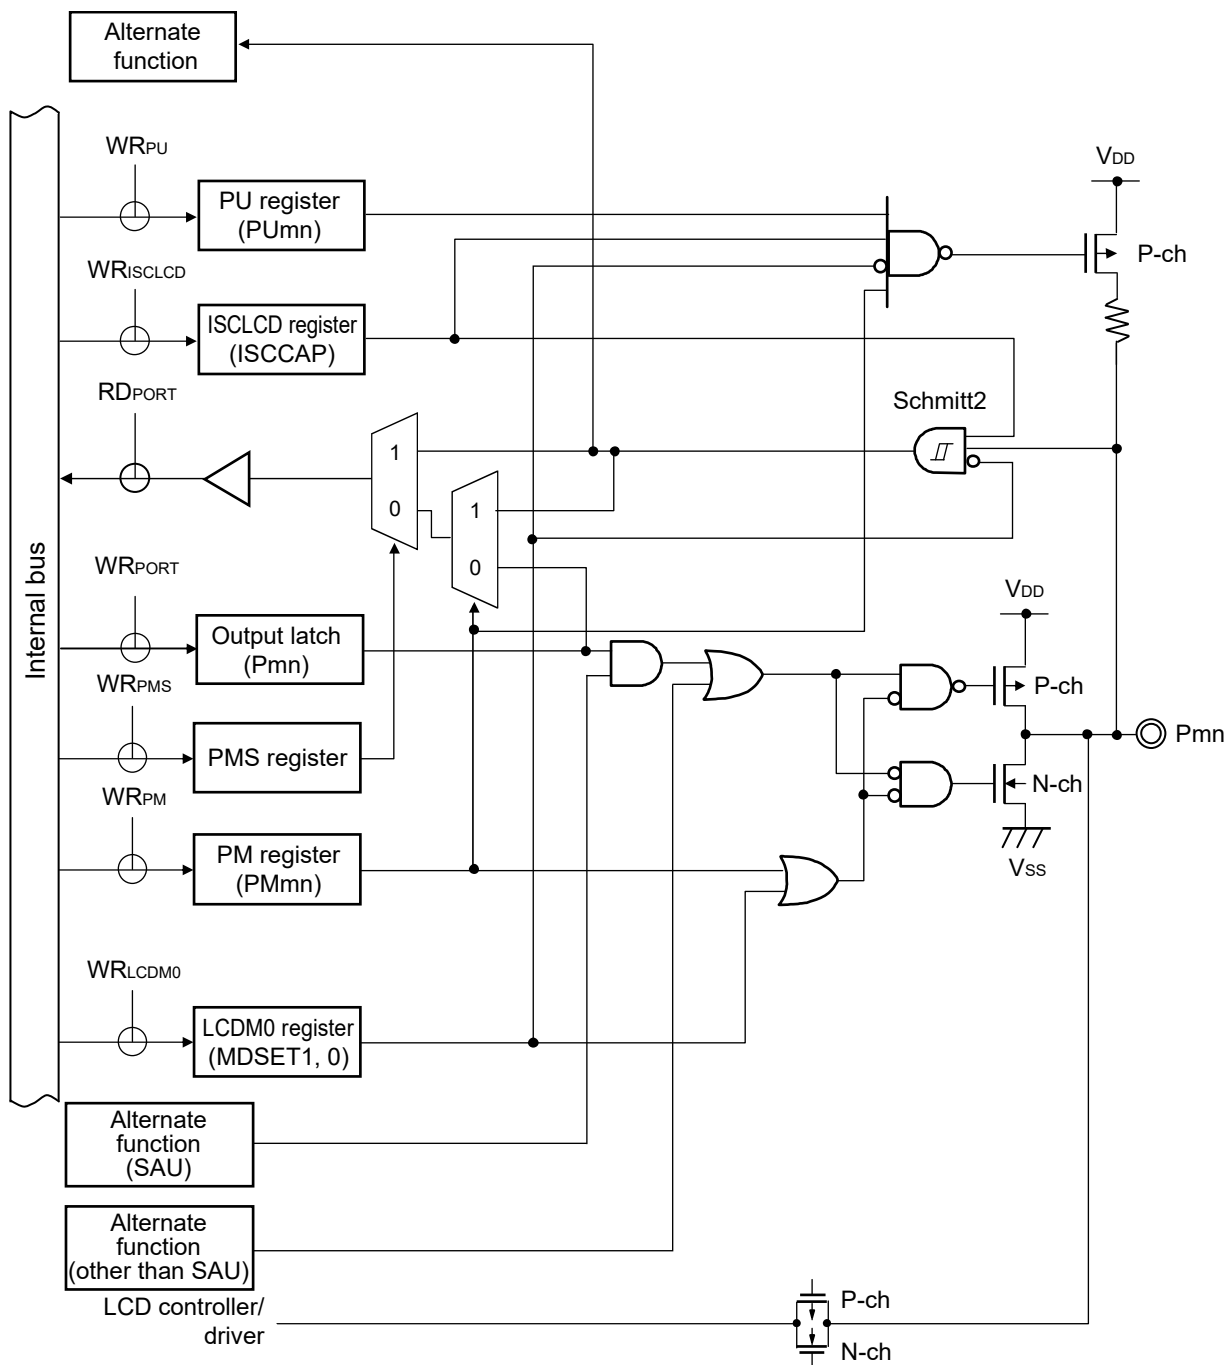 Alternate
function
WRPU
VDD
PU register
(PUmn)
P-ch
WRISCLCD
ISCLCD register
(ISCCAP)
RDPORT
Schmitt2
1
0
1
0
Internal bus
WRPORT
VDD
Output latch
(Pmn)
WRPMS
P-ch
Pmn
PMS register
N-ch
WRPM
PM register
(PMmn)
VSS
WRLCDM0
LCDM0 register
(MDSET1, 0)
Alternate
function
(SAU)
Alternate
function
(other than SAU)
LCD controller/
driver
P-ch
N-ch